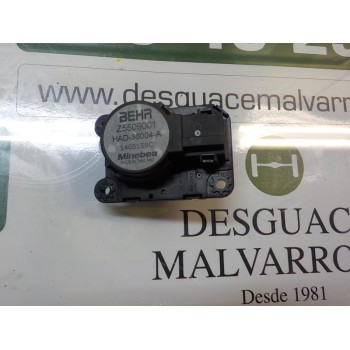 www.desguacemalvarro
BEHR
Z5509001
HAD-38004-A
Minebea
DESGUAC
MALVARRO
Desde 1981